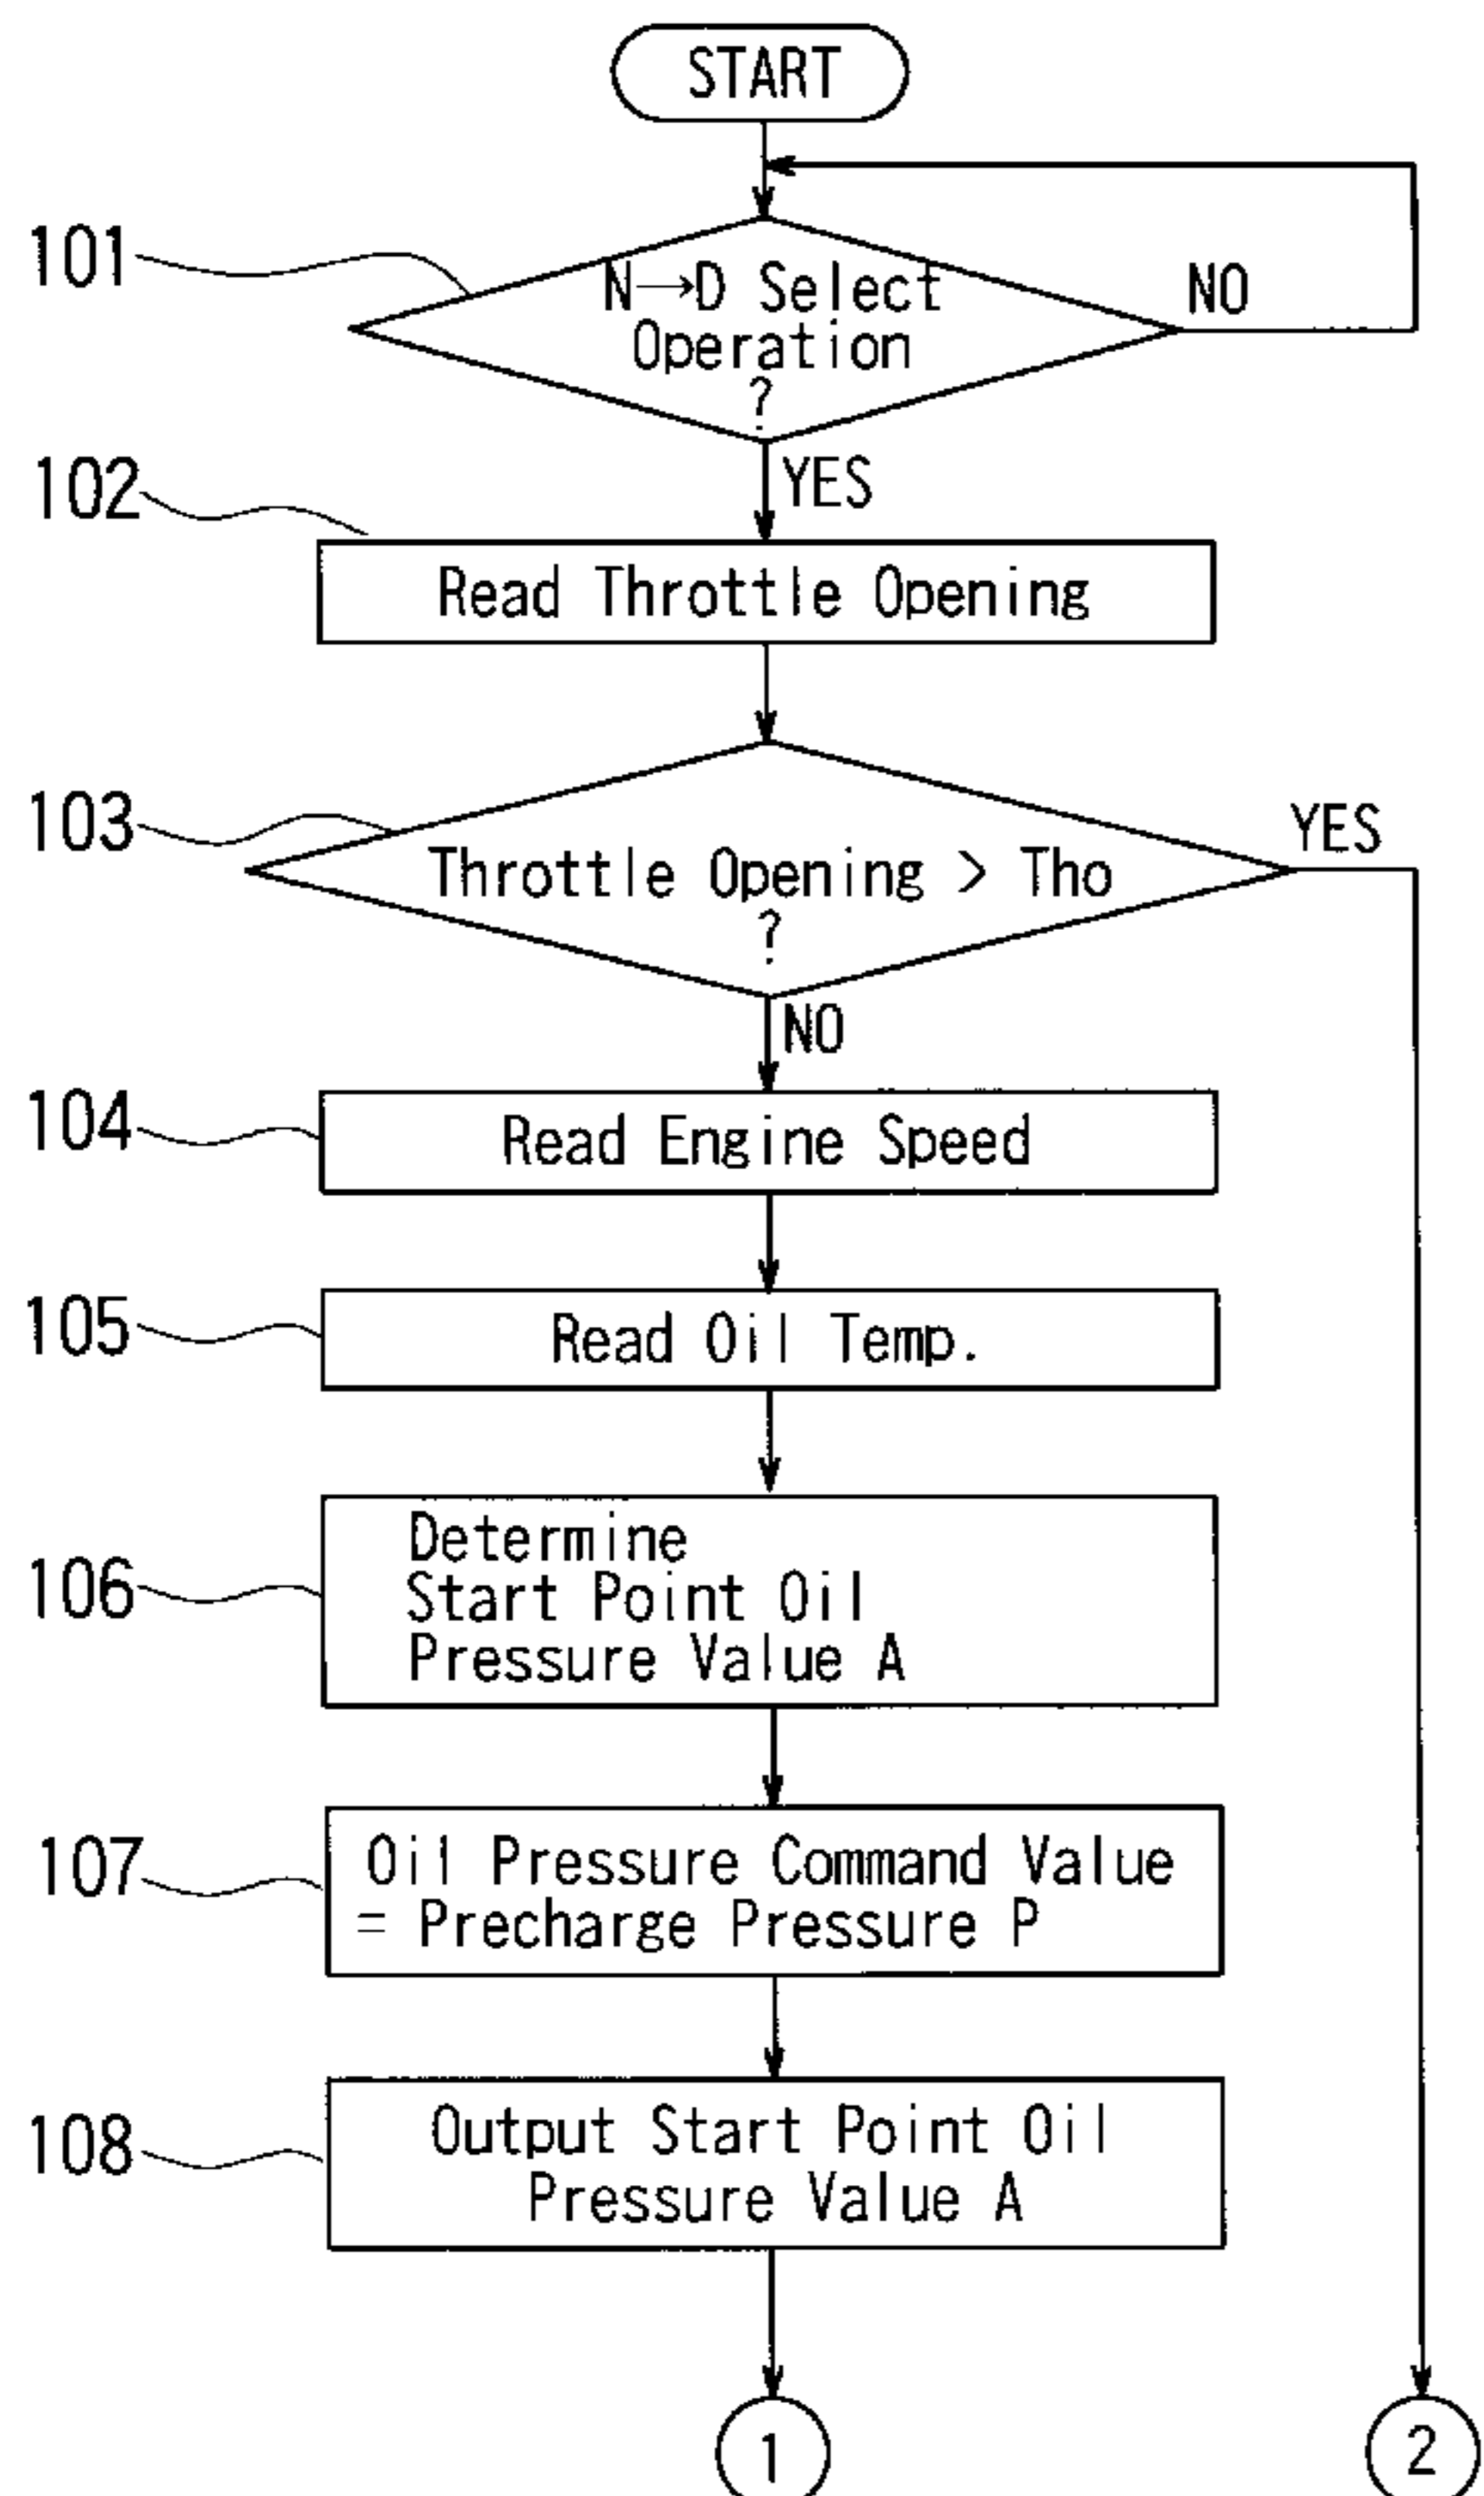 START
101
N→D Select
Operation
?
NO
YES
102
Read Throttle Opening
103
Throttle Opening > Tho
?
YES
NO
104
Read Engine Speed
105
Read Oil Temp.
106
Determine
Start Point Oil
Pressure Value A
107
Oil Pressure Command Value
= Precharge Pressure P
108
Output Start Point Oil
Pressure Value A
1
2